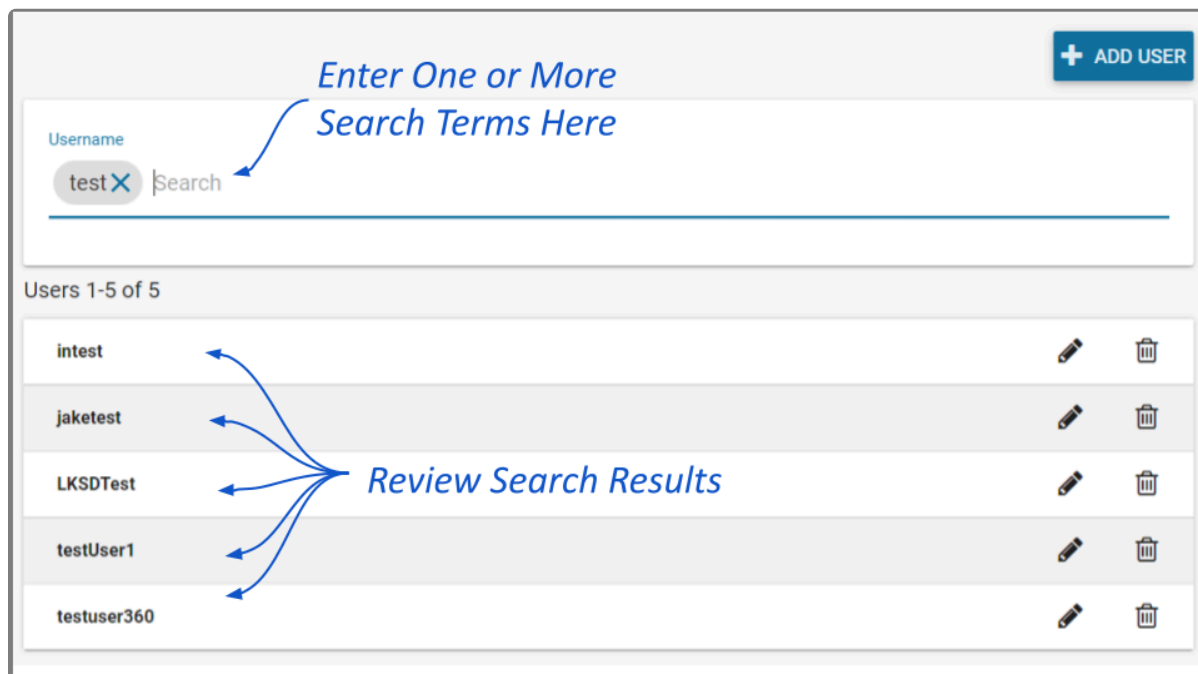 ADD USER
Enter One or More
Search Terms Here
Username
test Search
Users 1-5 of 5
intest
jaketest
LKSDTest
Review Search Results
testUser1
testuser360